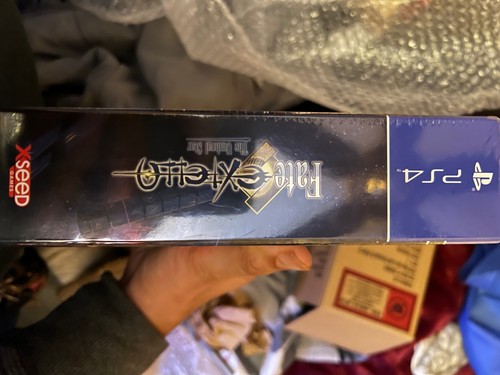 PS4
Fate
EXTELLA
The Umbral Star
XSEED
GAMES